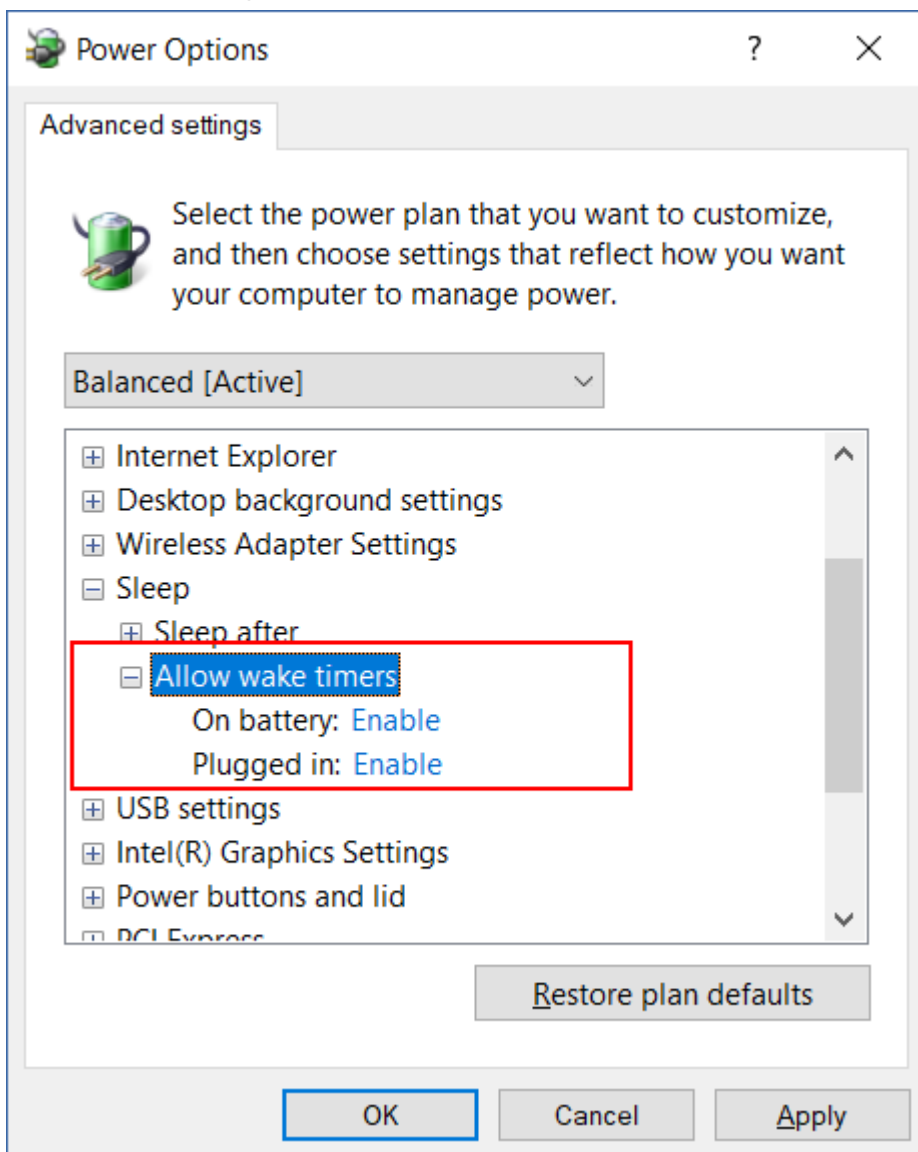 Power Options
?
Advanced settings
Select the power plan that you want to customize,
and then choose settings that reflect how you want
your computer to manage power.
Balanced [Active]
Internet Explorer
Desktop background settings
Wireless Adapter Settings
Sleep
Sleep after
Allow wake timers
On battery: Enable
Plugged in: Enable
USB settings
Intel(R) Graphics Settings
Power buttons and lid
PCI Express
Restore plan defaults
OK
Cancel
Apply